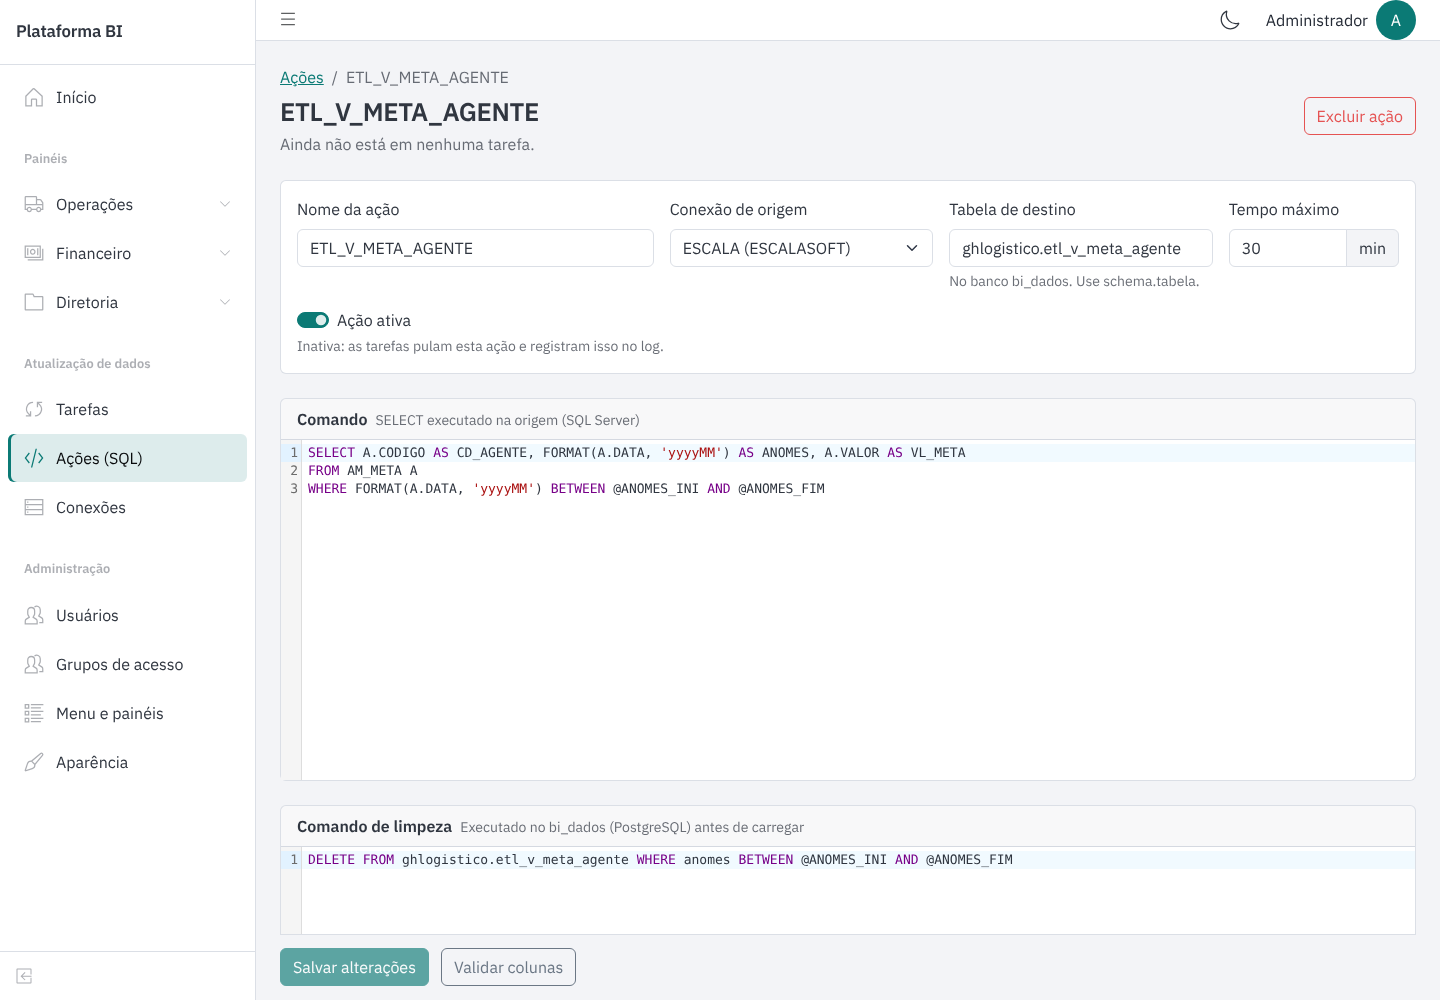 Plataforma BI
Administrador
A
Início
Painéis
Operações
Financeiro
Diretoria
Atualização de dados
Tarefas
Ações (SQL)
Conexões
Administração
Usuários
Grupos de acesso
Menu e painéis
Aparência
Ações / ETL_V_META_AGENTE
ETL_V_META_AGENTE
Excluir ação
Ainda não está em nenhuma tarefa.
Nome da ação
ETL_V_META_AGENTE
Conexão de origem
ESCALA (ESCALASOFT)
Tabela de destino
ghlogistico.etl_v_meta_agente
No banco bi_dados. Use schema.tabela.
Tempo máximo
30 min
Ação ativa
Inativa: as tarefas pulam esta ação e registram isso no log.
Comando SELECT executado na origem (SQL Server)
1 SELECT A.CODIGO AS CD_AGENTE, FORMAT(A.DATA, 'yyyyMM') AS ANOMES, A.VALOR AS VL_META
2 FROM AM_META A
3 WHERE FORMAT(A.DATA, 'yyyyMM') BETWEEN @ANOMES_INI AND @ANOMES_FIM
Comando de limpeza Executado no bi_dados (PostgreSQL) antes de carregar
1 DELETE FROM ghlogistico.etl_v_meta_agente WHERE anomes BETWEEN @ANOMES_INI AND @ANOMES_FIM
Salvar alterações
Validar colunas